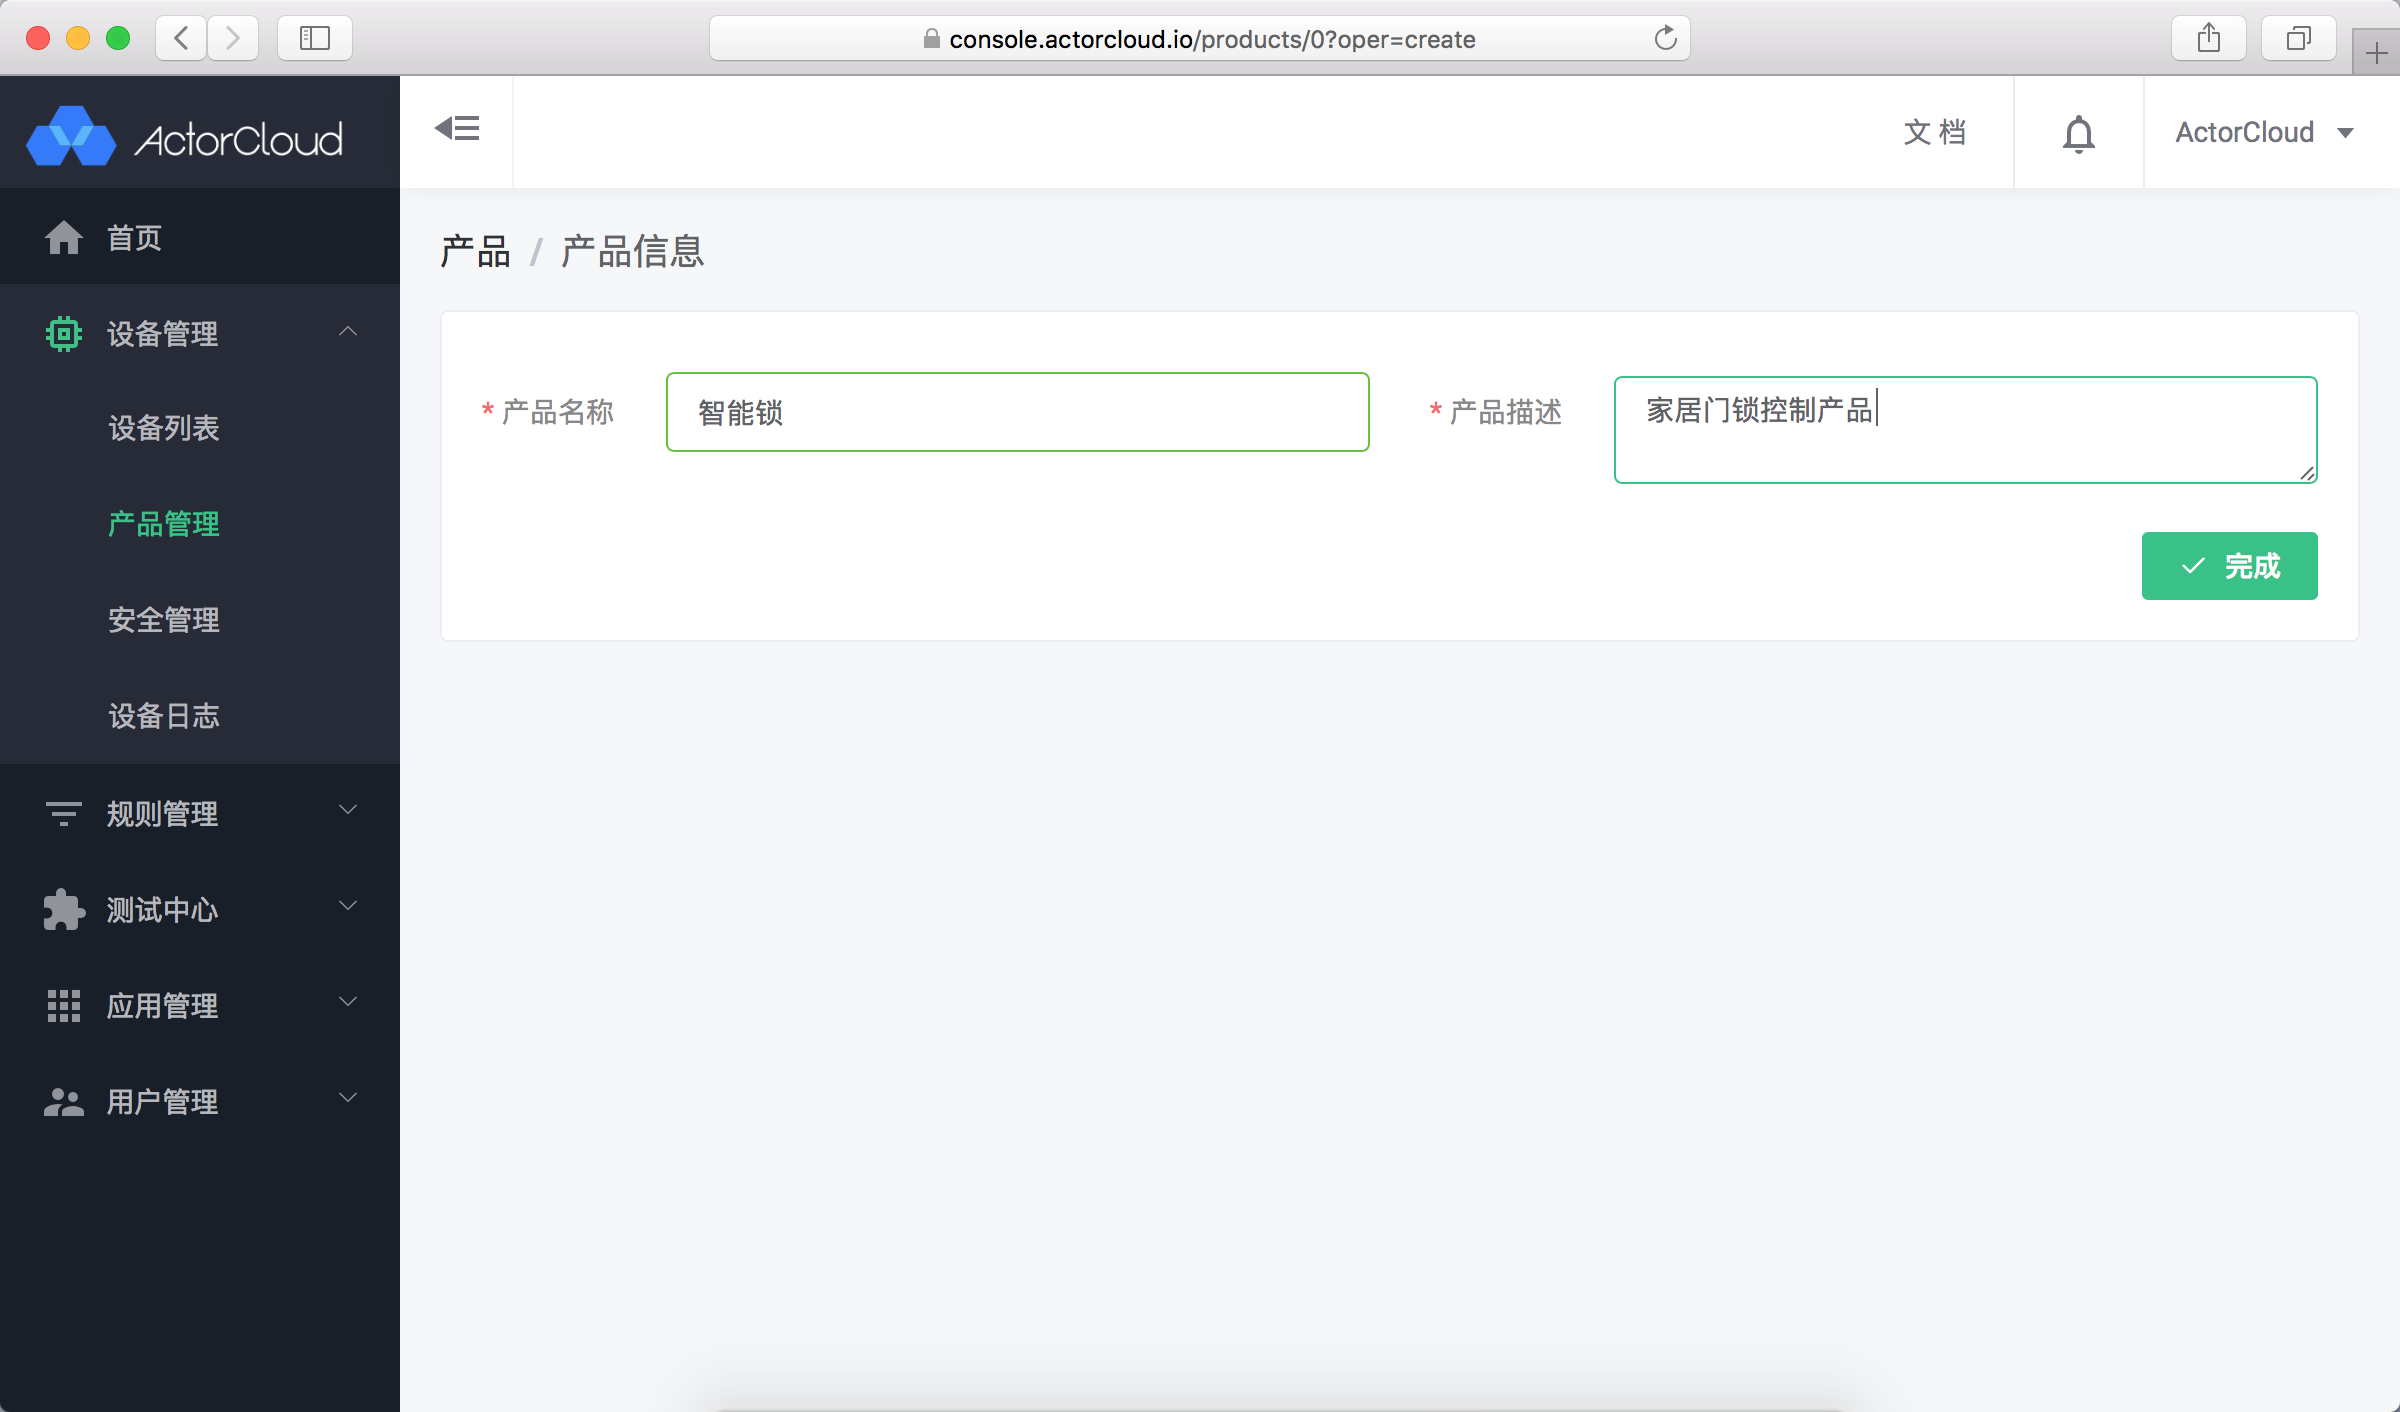 console.actorcloud.io/products/0?oper=create
ActorCloud
文 档
ActorCloud
首页
设备管理
设备列表
产品管理
安全管理
设备日志
规则管理
测试中心
应用管理
用户管理
产品 / 产品信息
* 产品名称
智能锁
* 产品描述
家居门锁控制产品
完成